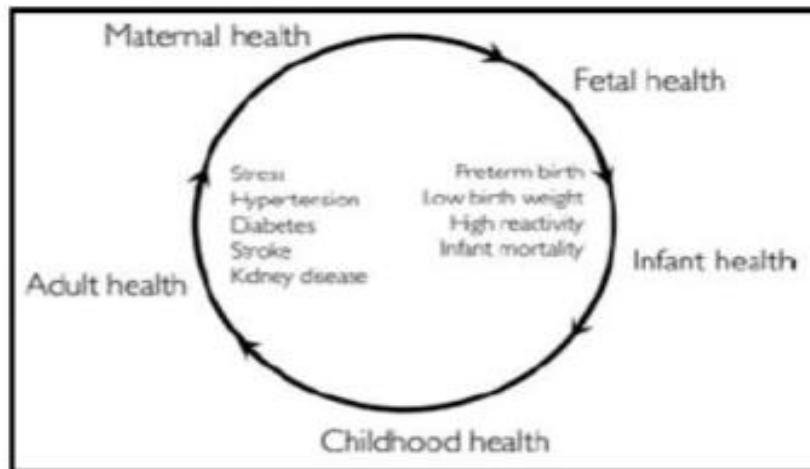 Maternal health
Fetal health
Stress
Hypertension
Diabetes
Stroke
Kidney disease
Preterm birth
Low birth weight
High reactivity
Infant mortality
Adult health
Infant health
Childhood health